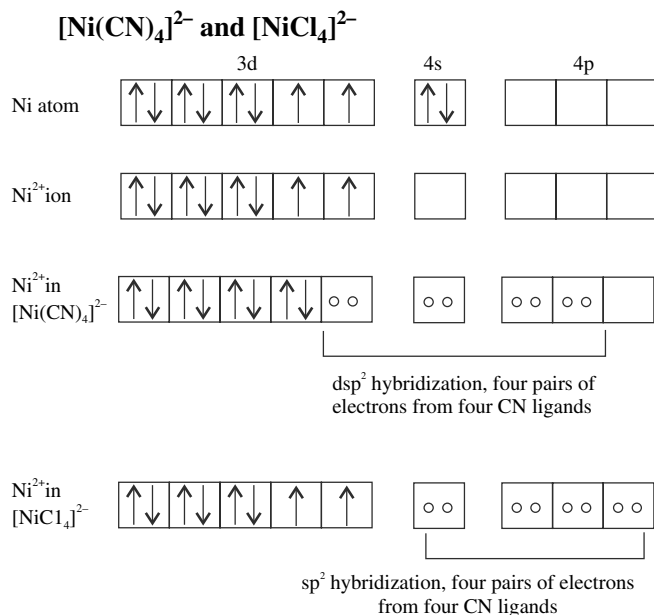 [Ni(CN)₄]²⁻ and [NiCl₄]²⁻
3d 4s 4p
Ni atom
Ni²⁺ion
Ni²⁺in
[Ni(CN)₄]²⁻
dsp² hybridization, four pairs of
electrons from four CN ligands
Ni²⁺in
[NiC1₄]²⁻
sp² hybridization, four pairs of electrons
from four CN ligands